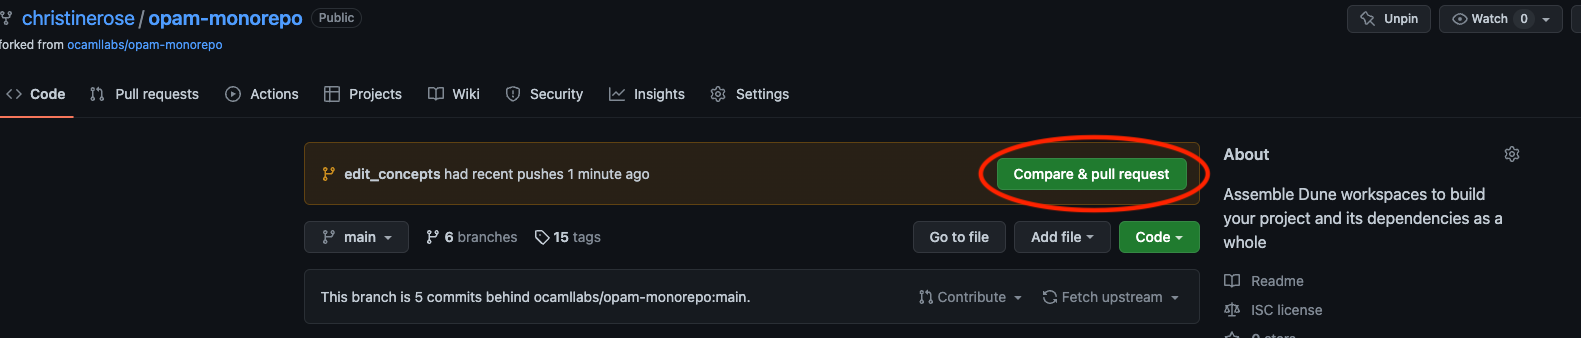 christinerose / opam-monorepo Public
Unpin Watch 0
forked from ocamllabs/opam-monorepo
Code Pull requests Actions Projects Wiki Security Insights Settings
edit_concepts had recent pushes 1 minute ago Compare & pull request
main 6 branches 15 tags Go to file Add file Code
This branch is 5 commits behind ocamllabs/opam-monorepo:main. Contribute Fetch upstream
About
Assemble Dune workspaces to build
your project and its dependencies as a
whole
Readme
ISC license
0 stars